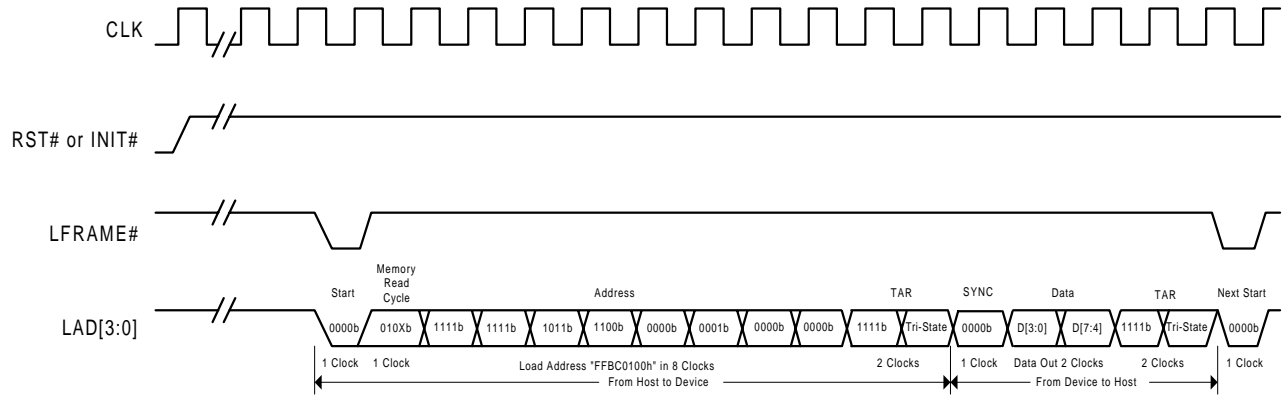 CLK
RST# or INIT#
LFRAME#
Memory
Read
Cycle
Start Address TAR SYNC Data TAR Next Start
LAD[3:0] 0000b 010Xb 1111b 1111b 1011b 1100b 0000b 0001b 0000b 0000b 1111b Tri-State 0000b D[3:0] D[7:4] 1111b Tri-State 0000b
1 Clock 1 Clock Load Address "FFBC0100h" in 8 Clocks 2 Clocks 1 Clock Data Out 2 Clocks 2 Clocks 1 Clock
From Host to Device From Device to Host